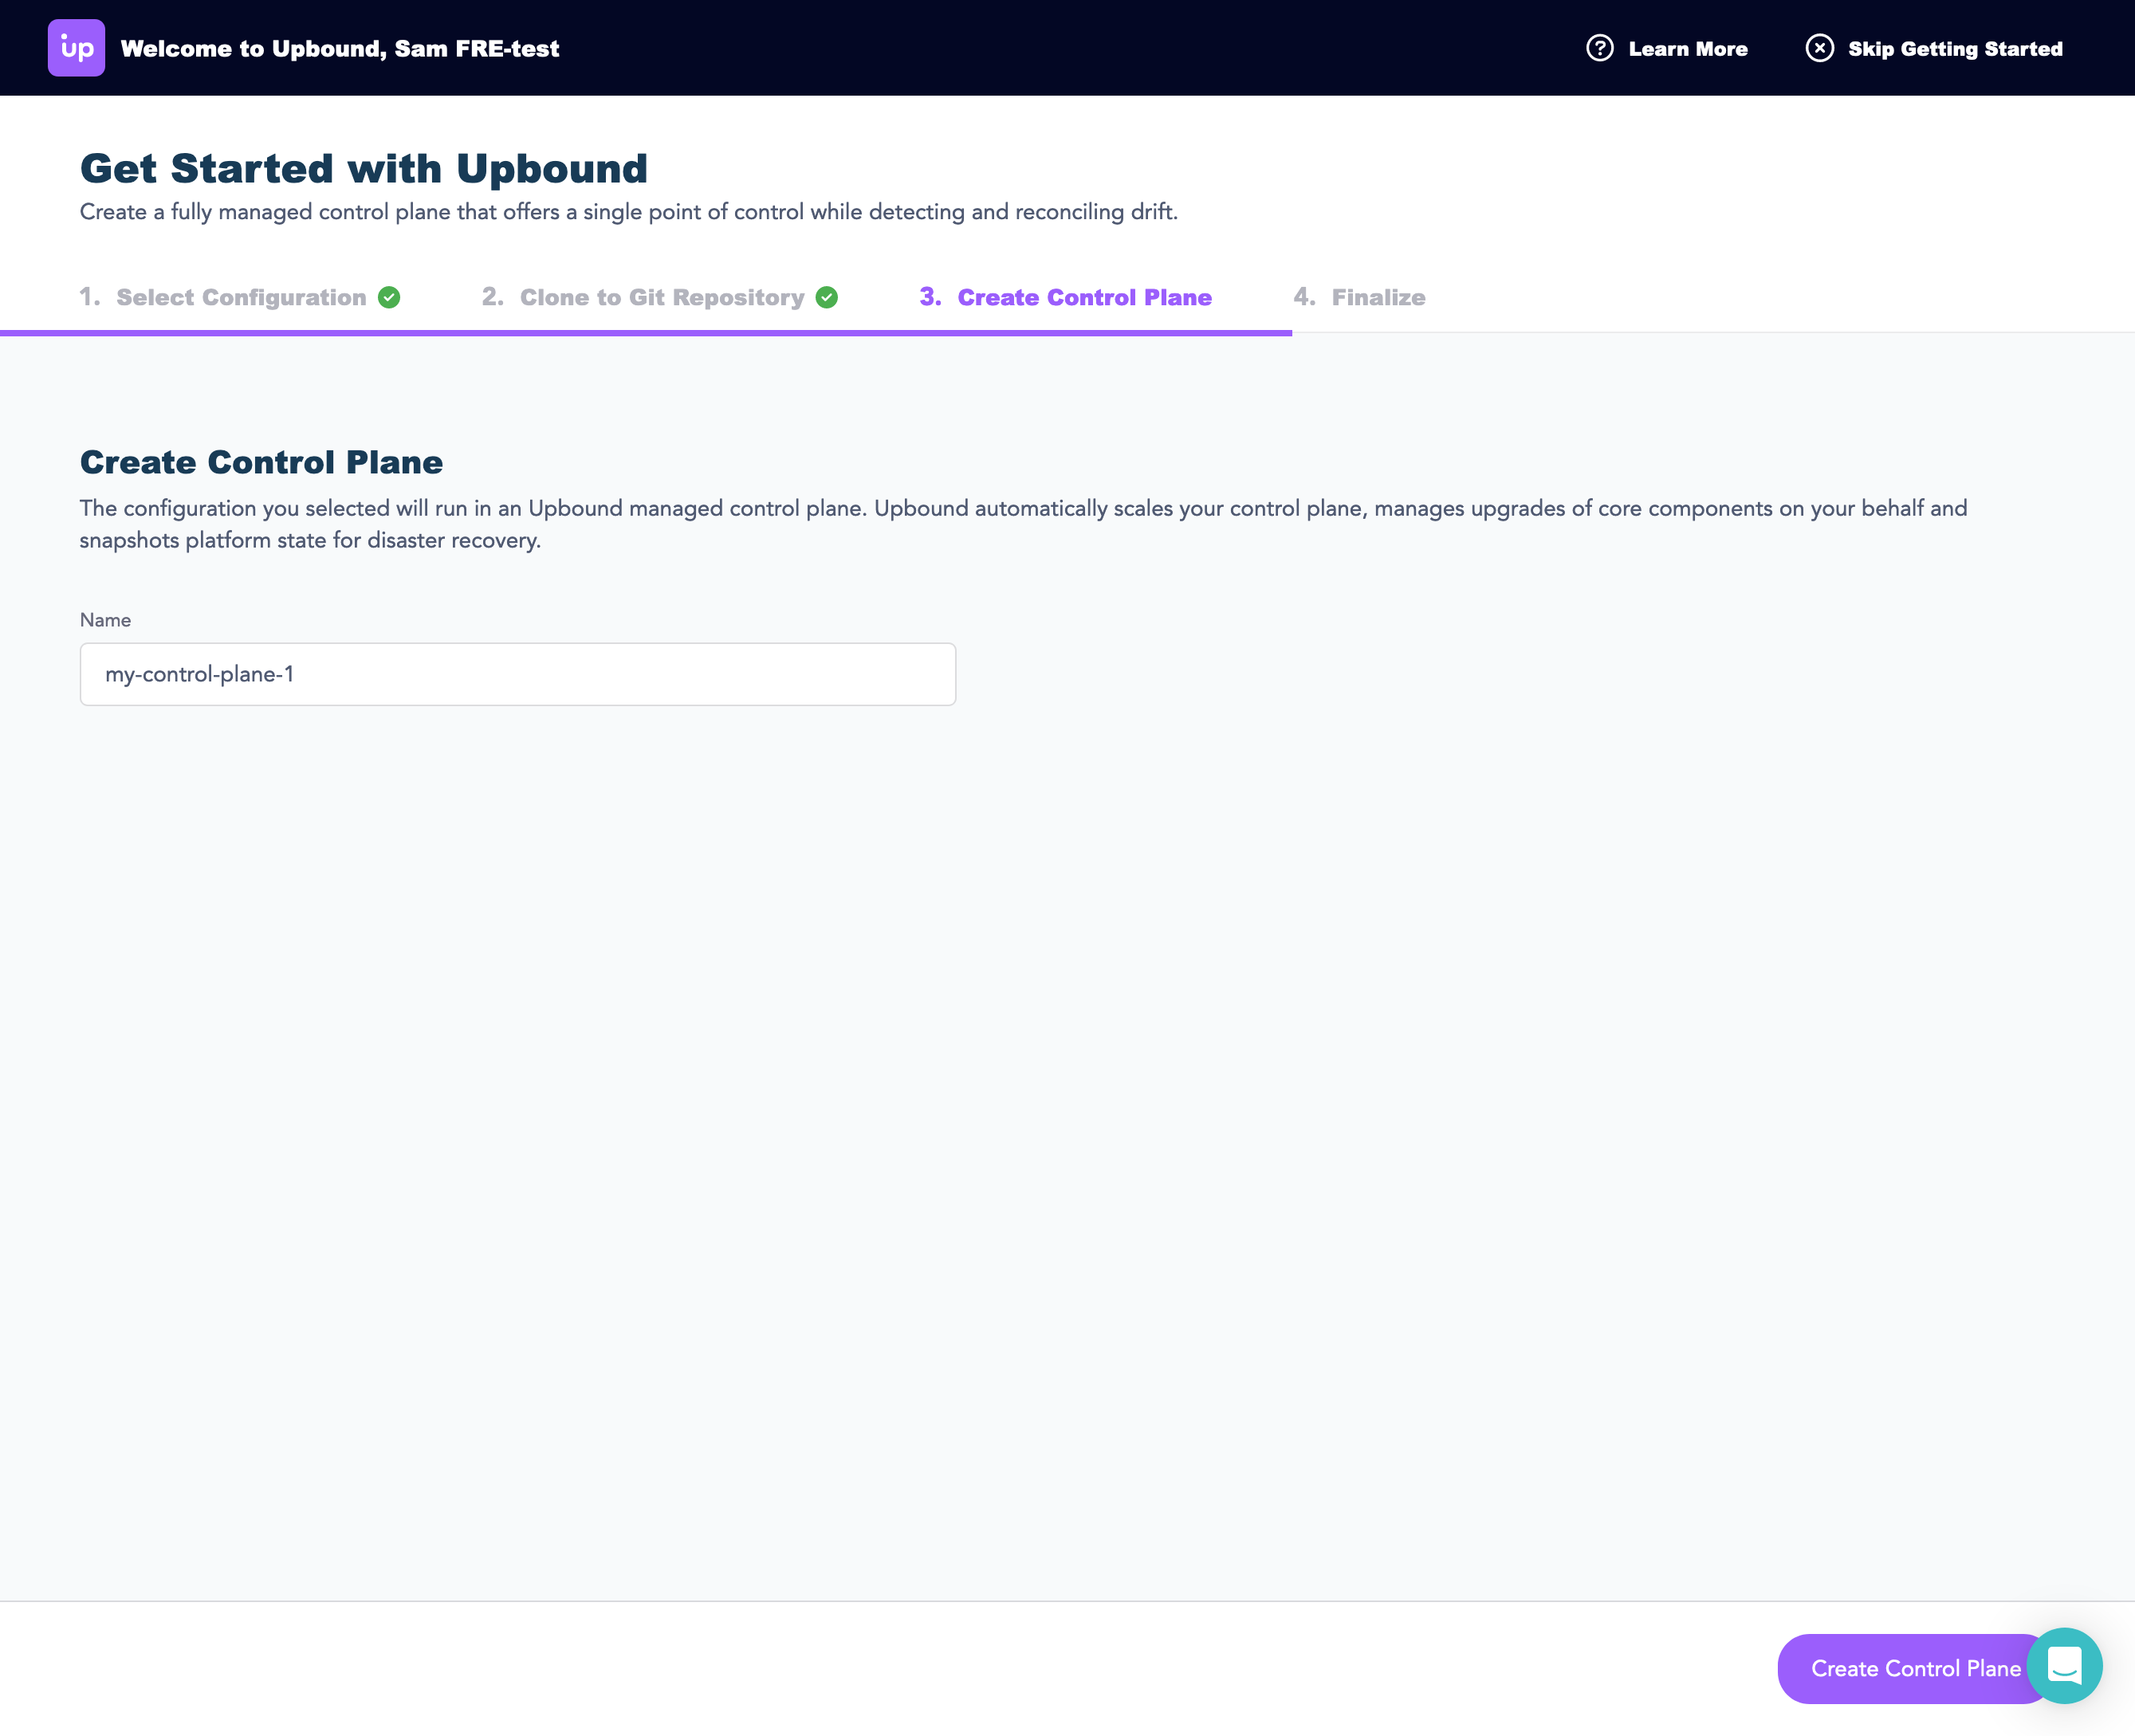 up
Welcome to Upbound, Sam FRE-test
Learn More
Skip Getting Started
Get Started with Upbound
Create a fully managed control plane that offers a single point of control while detecting and reconciling drift.
1. Select Configuration
2. Clone to Git Repository
3. Create Control Plane
4. Finalize
Create Control Plane
The configuration you selected will run in an Upbound managed control plane. Upbound automatically scales your control plane, manages upgrades of core components on your behalf and
snapshots platform state for disaster recovery.
Name
my-control-plane-1
Create Control Plane